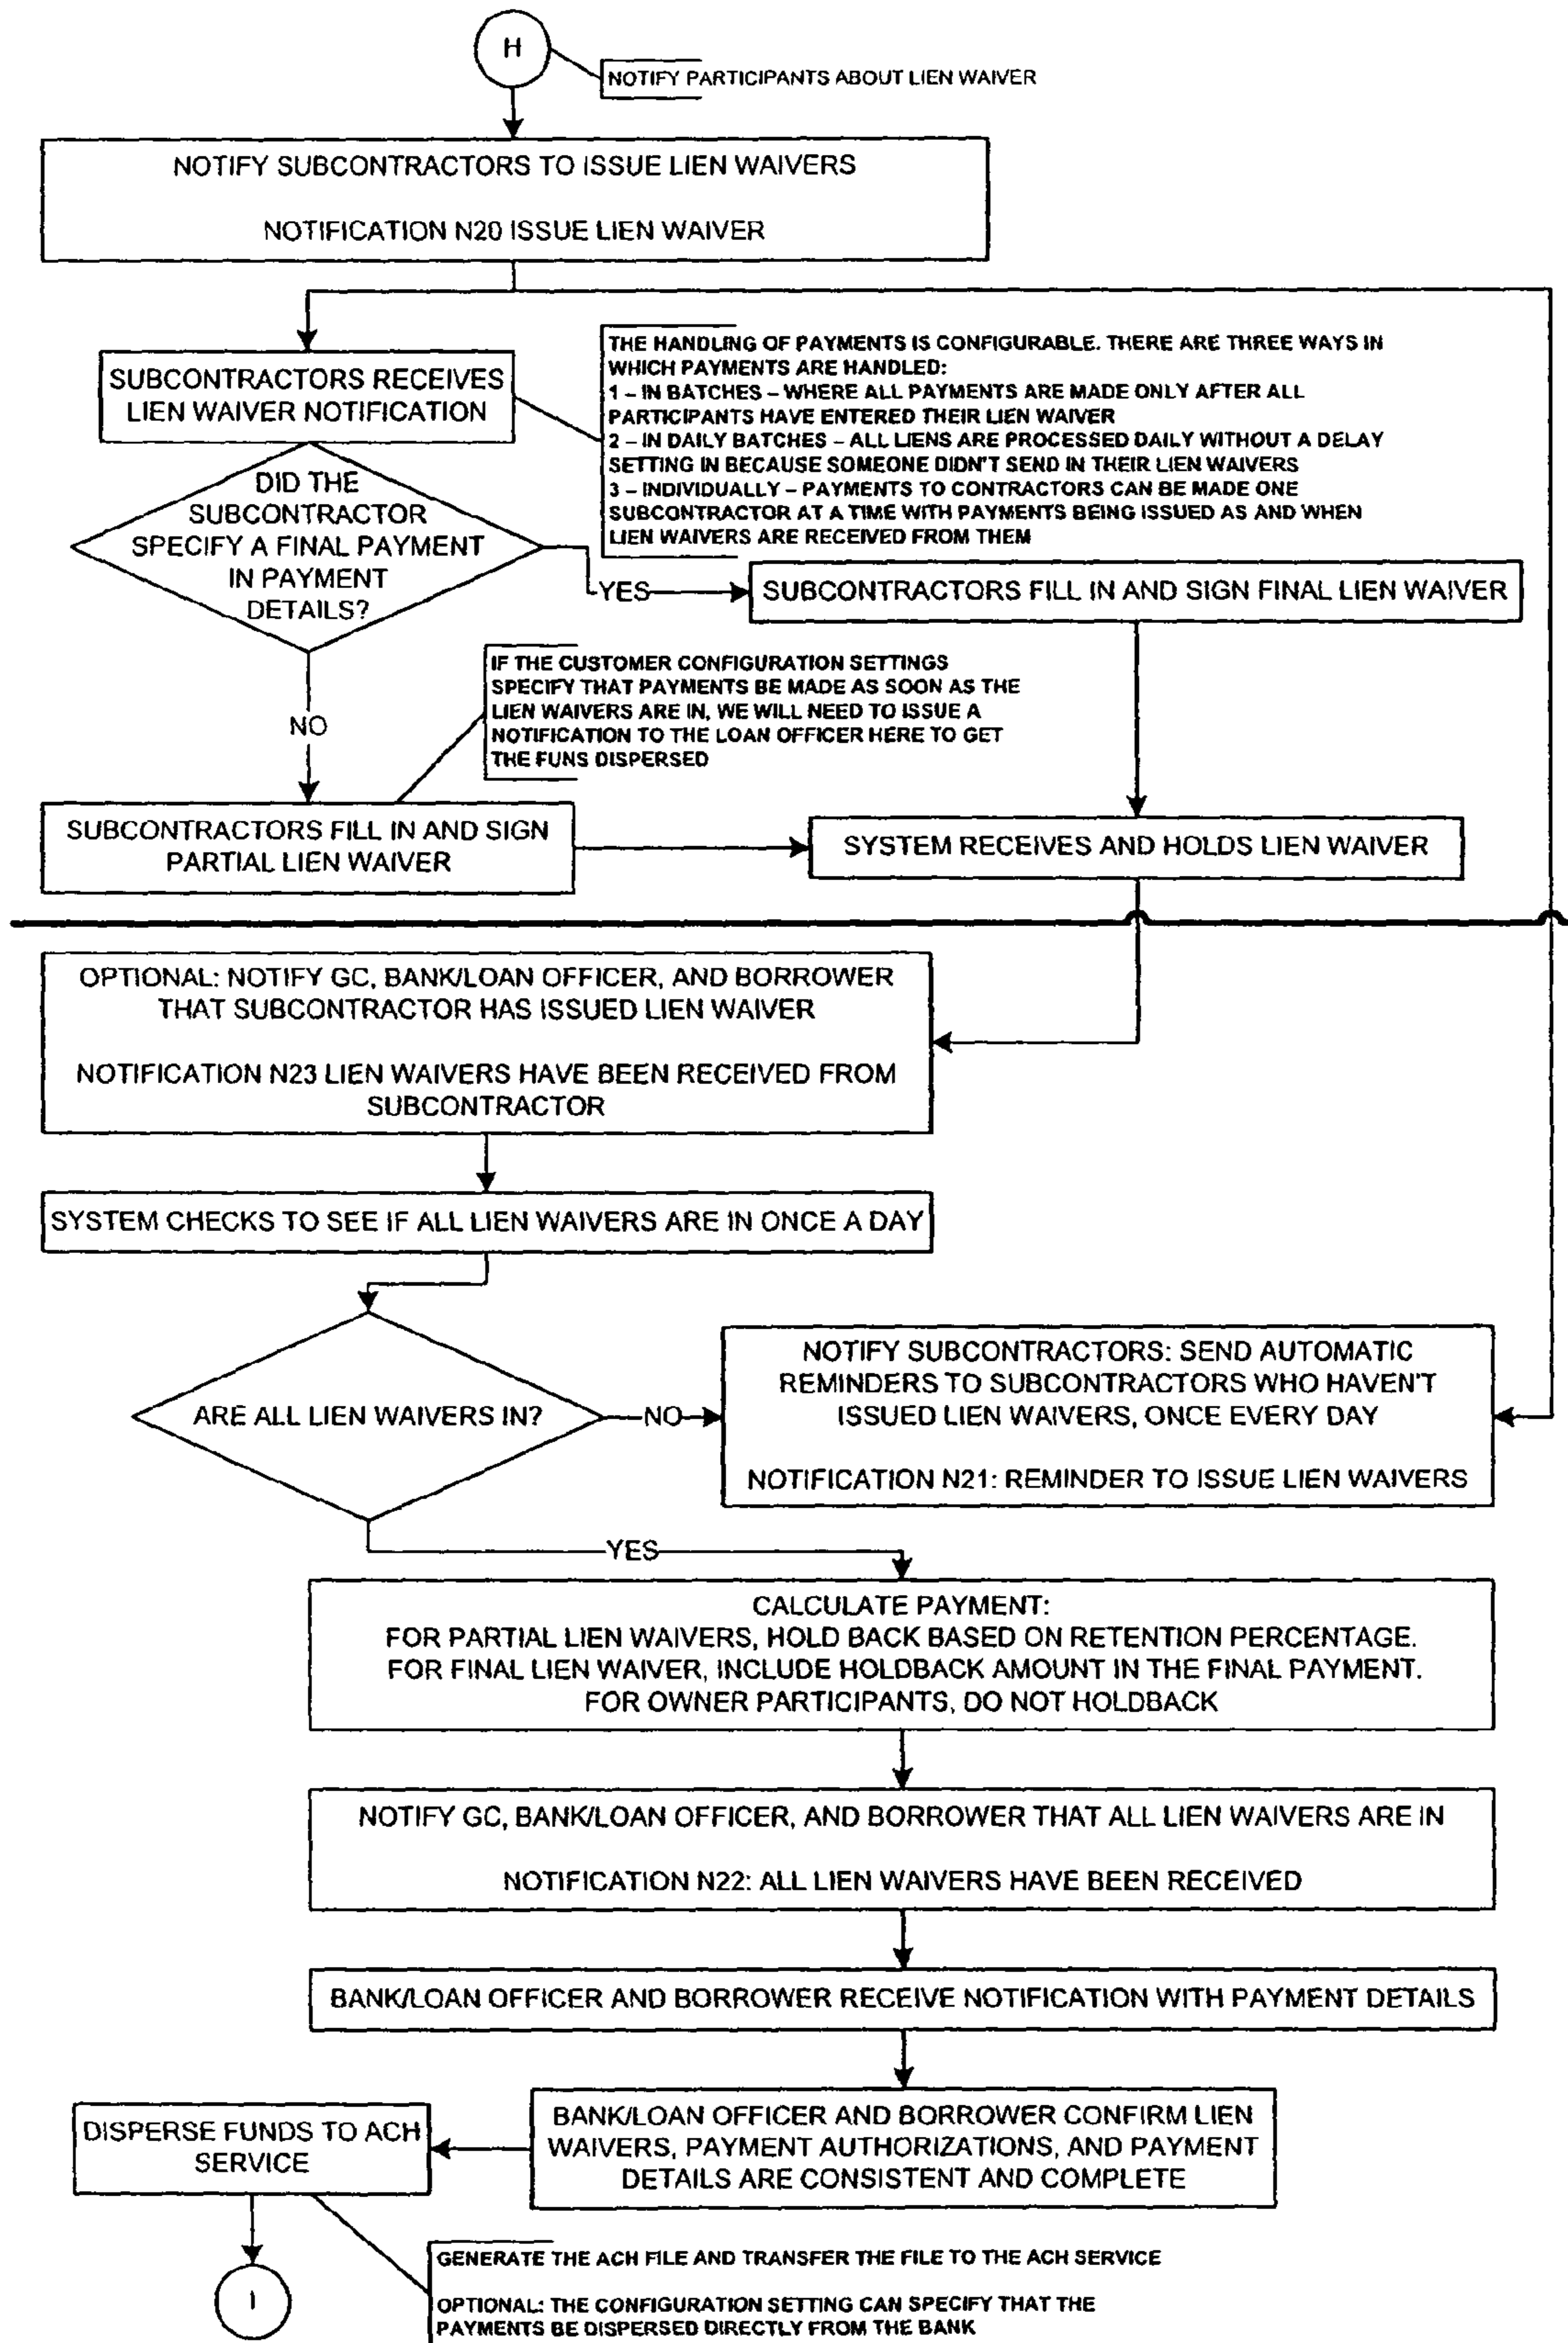 H
NOTIFY PARTICIPANTS ABOUT LIEN WAIVER
NOTIFY SUBCONTRACTORS TO ISSUE LIEN WAIVERS
NOTIFICATION N20 ISSUE LIEN WAIVER
SUBCONTRACTORS RECEIVES
LIEN WAIVER NOTIFICATION
THE HANDLING OF PAYMENTS IS CONFIGURABLE. THERE ARE THREE WAYS IN
WHICH PAYMENTS ARE HANDLED:
1 – IN BATCHES – WHERE ALL PAYMENTS ARE MADE ONLY AFTER ALL
PARTICIPANTS HAVE ENTERED THEIR LIEN WAIVER
2 – IN DAILY BATCHES – ALL LIENS ARE PROCESSED DAILY WITHOUT A DELAY
SETTING IN BECAUSE SOMEONE DIDN'T SEND IN THEIR LIEN WAIVERS
3 – INDIVIDUALLY – PAYMENTS TO CONTRACTORS CAN BE MADE ONE
SUBCONTRACTOR AT A TIME WITH PAYMENTS BEING ISSUED AS AND WHEN
LIEN WAIVERS ARE RECEIVED FROM THEM
DID THE
SUBCONTRACTOR
SPECIFY A FINAL PAYMENT
IN PAYMENT
DETAILS?
YES
SUBCONTRACTORS FILL IN AND SIGN FINAL LIEN WAIVER
NO
IF THE CUSTOMER CONFIGURATION SETTINGS
SPECIFY THAT PAYMENTS BE MADE AS SOON AS THE
LIEN WAIVERS ARE IN, WE WILL NEED TO ISSUE A
NOTIFICATION TO THE LOAN OFFICER HERE TO GET
THE FUNS DISPERSED
SUBCONTRACTORS FILL IN AND SIGN
PARTIAL LIEN WAIVER
SYSTEM RECEIVES AND HOLDS LIEN WAIVER
OPTIONAL: NOTIFY GC, BANK/LOAN OFFICER, AND BORROWER
THAT SUBCONTRACTOR HAS ISSUED LIEN WAIVER
NOTIFICATION N23 LIEN WAIVERS HAVE BEEN RECEIVED FROM
SUBCONTRACTOR
SYSTEM CHECKS TO SEE IF ALL LIEN WAIVERS ARE IN ONCE A DAY
ARE ALL LIEN WAIVERS IN?
NO
NOTIFY SUBCONTRACTORS: SEND AUTOMATIC
REMINDERS TO SUBCONTRACTORS WHO HAVEN'T
ISSUED LIEN WAIVERS, ONCE EVERY DAY
NOTIFICATION N21: REMINDER TO ISSUE LIEN WAIVERS
YES
CALCULATE PAYMENT:
FOR PARTIAL LIEN WAIVERS, HOLD BACK BASED ON RETENTION PERCENTAGE.
FOR FINAL LIEN WAIVER, INCLUDE HOLDBACK AMOUNT IN THE FINAL PAYMENT.
FOR OWNER PARTICIPANTS, DO NOT HOLDBACK
NOTIFY GC, BANK/LOAN OFFICER, AND BORROWER THAT ALL LIEN WAIVERS ARE IN
NOTIFICATION N22: ALL LIEN WAIVERS HAVE BEEN RECEIVED
BANK/LOAN OFFICER AND BORROWER RECEIVE NOTIFICATION WITH PAYMENT DETAILS
BANK/LOAN OFFICER AND BORROWER CONFIRM LIEN
WAIVERS, PAYMENT AUTHORIZATIONS, AND PAYMENT
DETAILS ARE CONSISTENT AND COMPLETE
DISPERSE FUNDS TO ACH
SERVICE
GENERATE THE ACH FILE AND TRANSFER THE FILE TO THE ACH SERVICE
OPTIONAL: THE CONFIGURATION SETTING CAN SPECIFY THAT THE
PAYMENTS BE DISPERSED DIRECTLY FROM THE BANK
I